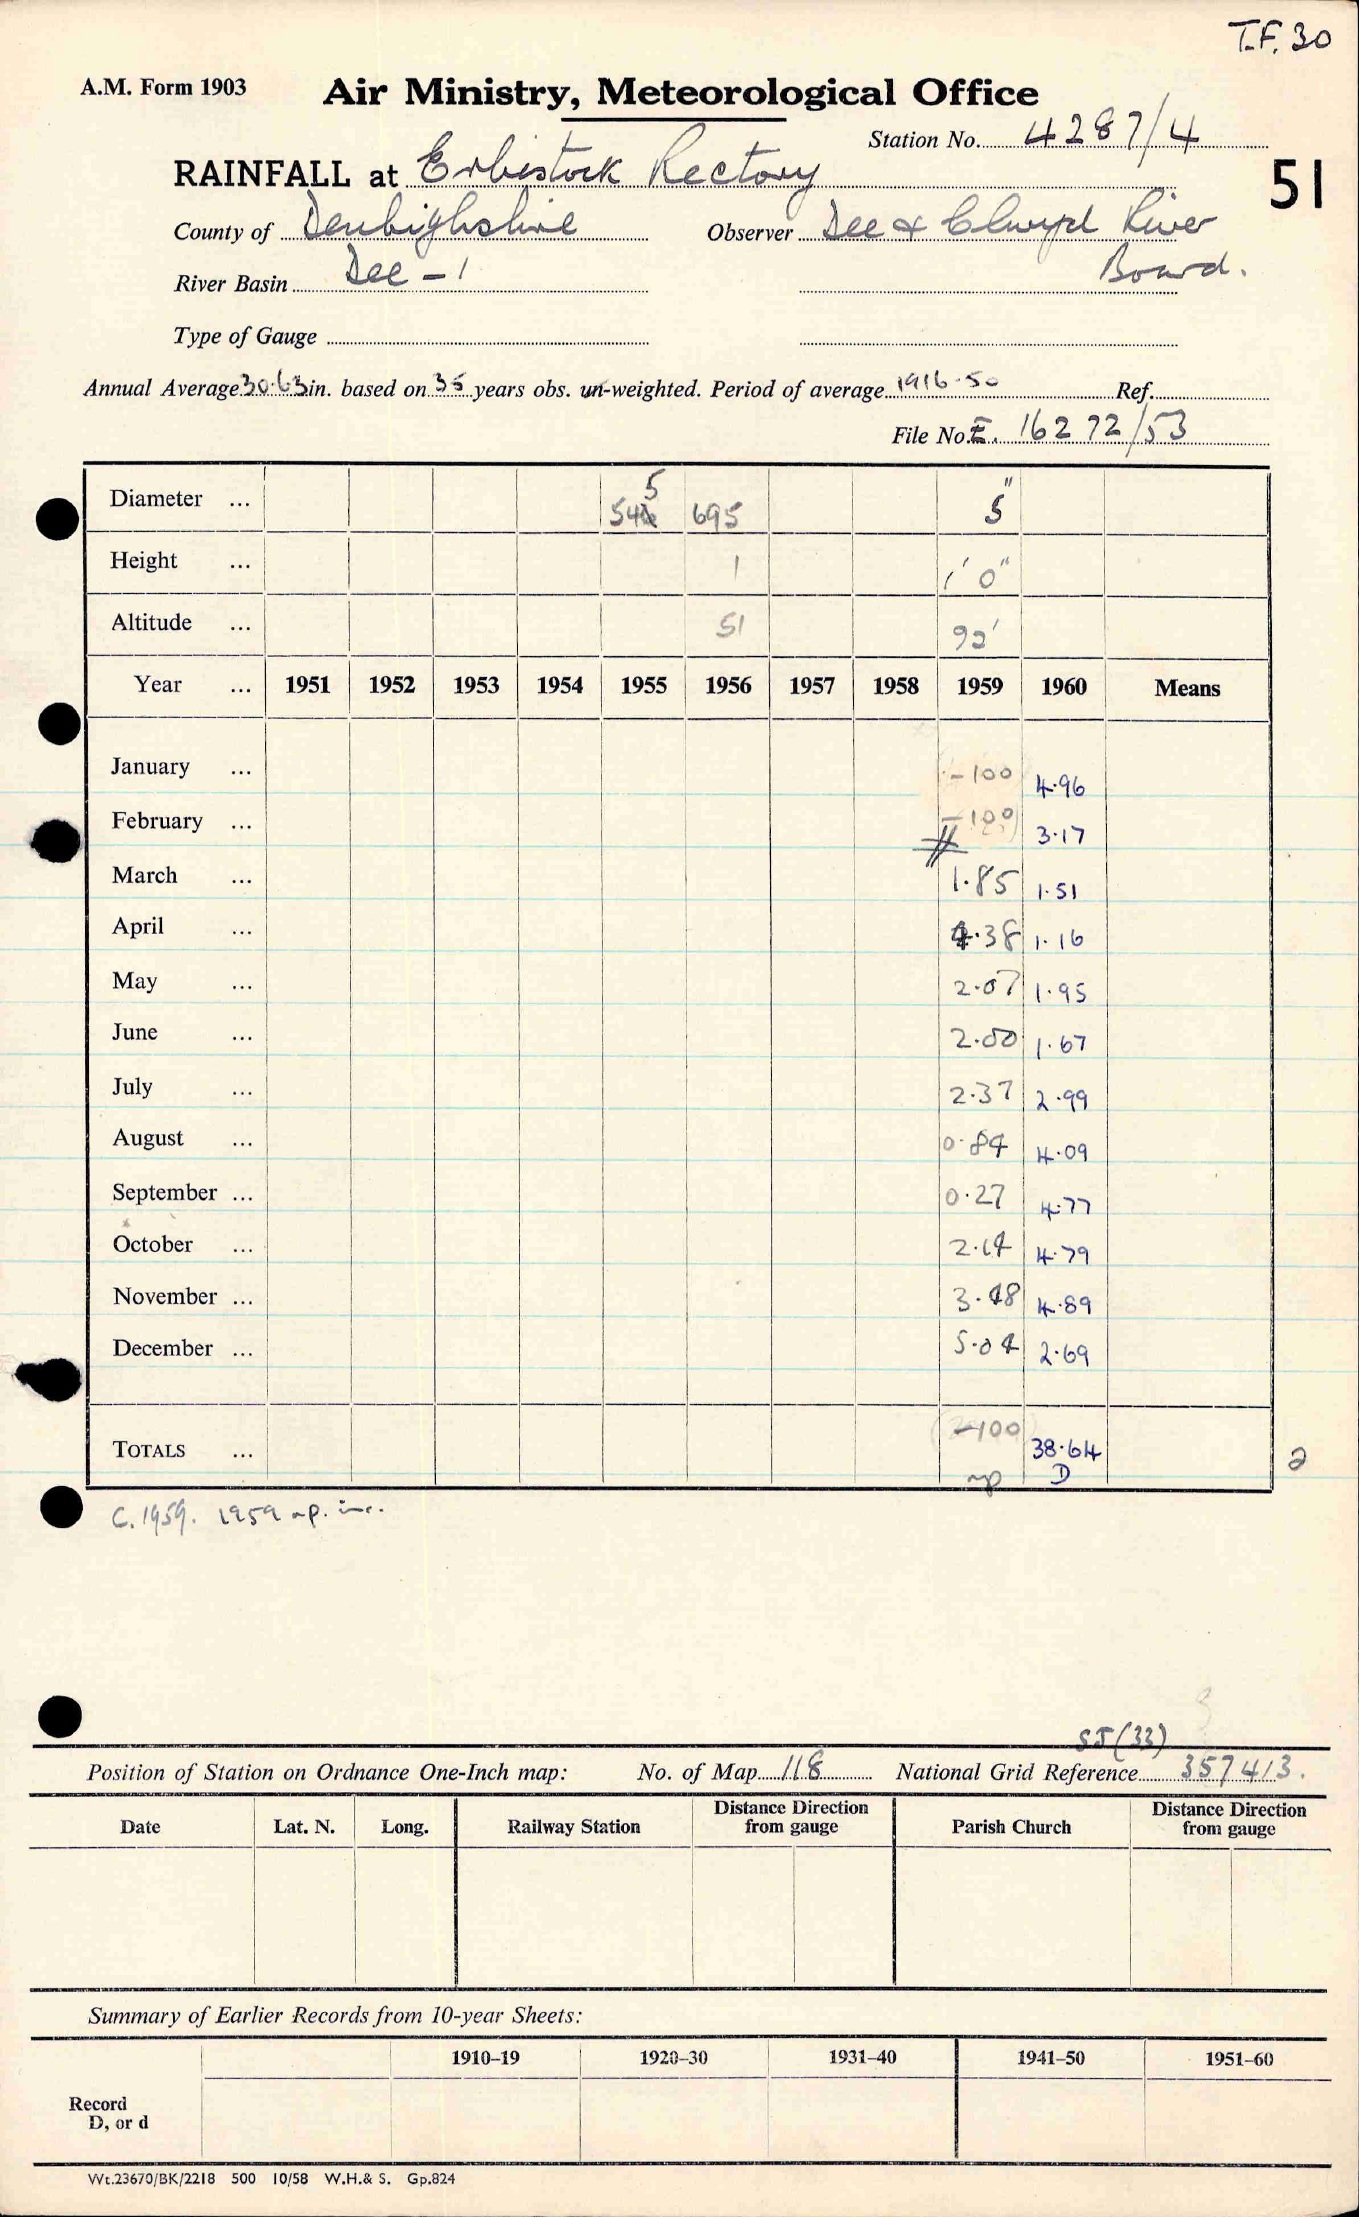 T.F. 30
A.M. Form 1903 Air Ministry, Meteorological Office
Station No. 4287/4
RAINFALL at Erbistock Rectory 51
County of Denbighshire Observer Dee & Clwyd River
River Basin Dee - 1 Board.
Type of Gauge
Annual Average 30.63 in. based on 35 years obs. un-weighted. Period of average 1916-50 Ref.
File No. E. 16272/53
Diameter ... 5 695 5"
Height ... 1 1' 0"
Altitude ... 51 92'
Year ... 1951 1952 1953 1954 1955 1956 1957 1958 1959 1960 Means
January ... -100 4.96
February ... -100 3.17
March ... 1.85 1.51
April ... 4.38 1.16
May ... 2.07 1.95
June ... 2.00 1.67
July ... 2.37 2.99
August ... 0.84 4.09
September ... 0.27 4.77
October ... 2.14 4.79
November ... 3.48 4.89
December ... 5.04 2.69
TOTALS ... -100 38.64
np D 2
C. 1959. 1959 np. inc.
SJ (33)
Position of Station on Ordnance One-Inch map: No. of Map 118 National Grid Reference 357413.
Date Lat. N. Long. Railway Station Distance Direction from gauge Parish Church Distance Direction from gauge
Summary of Earlier Records from 10-year Sheets:
1910-19 1920-30 1931-40 1941-50 1951-60
Record
D, or d
Wt.23670/BK/2218 500 10/58 W.H.& S. Gp.824